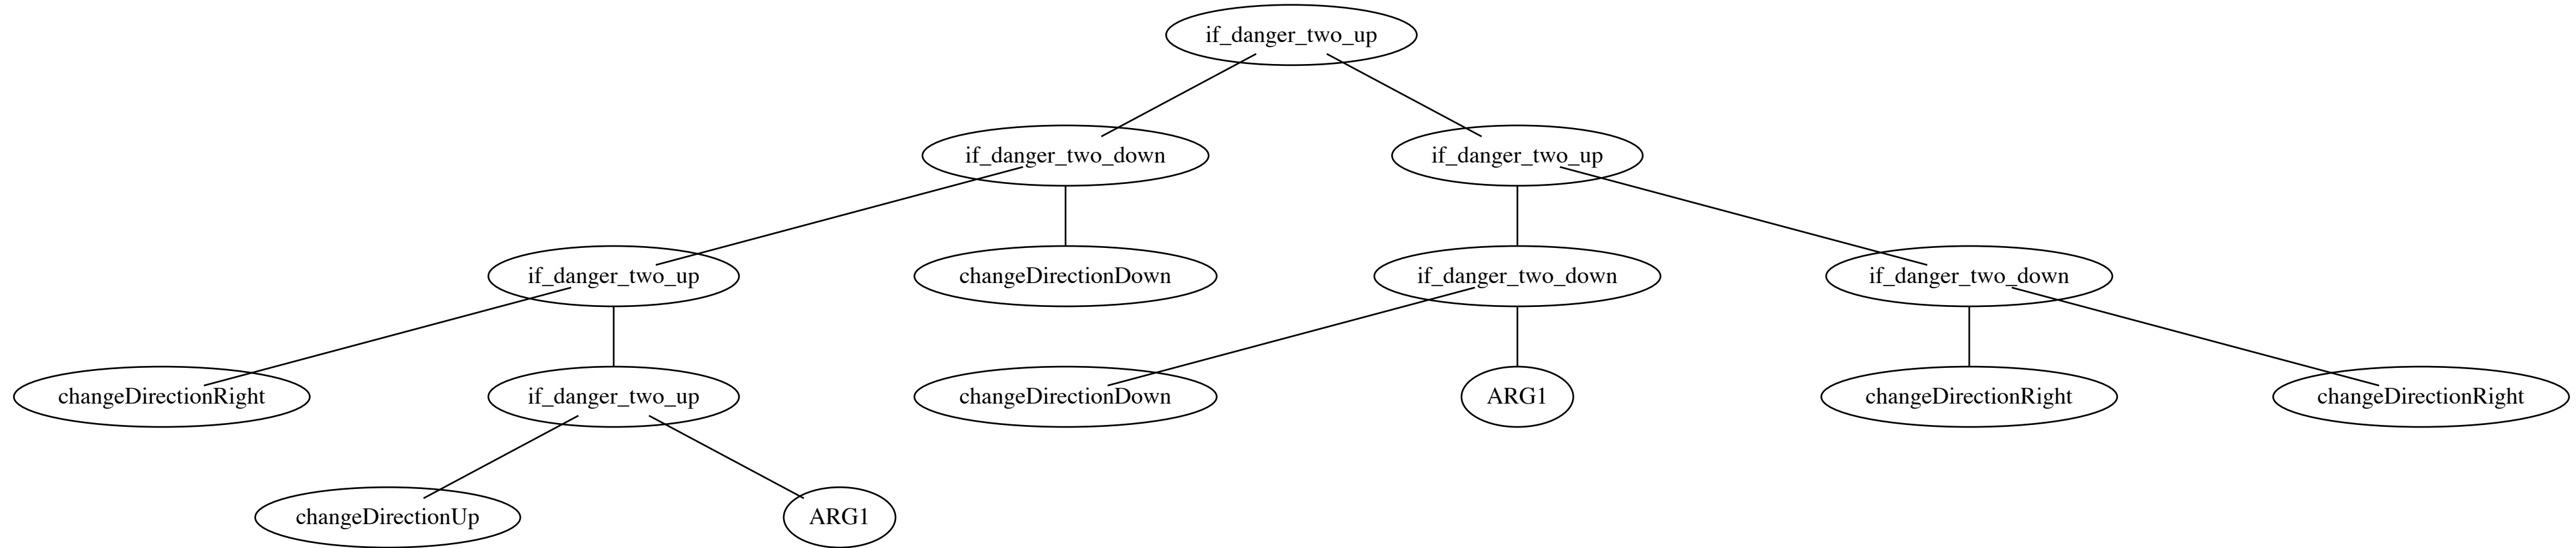 if_danger_two_up
if_danger_two_down
if_danger_two_up
if_danger_two_up
changeDirectionDown
if_danger_two_down
if_danger_two_down
changeDirectionRight
if_danger_two_up
changeDirectionDown
ARG1
changeDirectionRight
changeDirectionRight
changeDirectionUp
ARG1